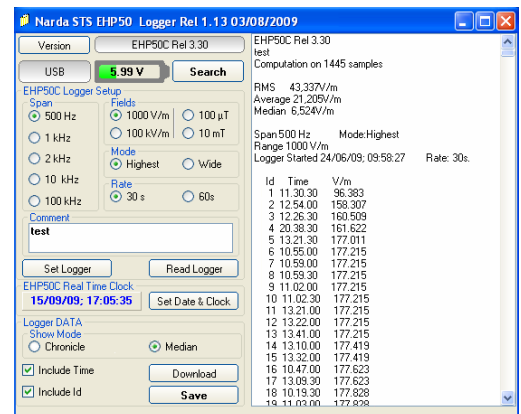 Narda STS EHP50 Logger Rel 1.13 03/08/2009
Version
EHP50C Rel 3.30
USB
5.99 V
Search
EHP50C Logger Setup
Span
500 Hz
1 kHz
2 kHz
10 kHz
100 kHz
Fields
1000 V/m
100 µT
100 kV/m
10 mT
Mode
Highest
Wide
Rate
30 s
60s
Comment
test
Set Logger
Read Logger
EHP50C Real Time Clock
15/09/09; 17:05:35
Set Date & Clock
Logger DATA
Show Mode
Chronicle
Median
Include Time
Download
Include Id
Save
EHP50C Rel 3.30
test
Computation on 1445 samples
RMS 43,337V/m
Average 21,205V/m
Median 6,524V/m
Span 500 Hz Mode:Highest
Range 1000 V/m
Logger Started 24/06/09; 09:58:27 Rate: 30s.
Id Time V/m
1 11.30.30 96.383
2 12.54.00 158.307
3 12.26.30 160.509
4 20.38.30 161.622
5 13.21.30 177.011
6 10.55.00 177.215
7 10.59.00 177.215
8 10.59.30 177.215
9 11.02.00 177.215
10 11.02.30 177.215
11 13.21.00 177.215
12 13.22.00 177.215
13 13.41.00 177.215
14 13.10.00 177.419
15 13.32.00 177.419
16 10.47.00 177.623
17 13.09.30 177.623
18 10.19.30 177.828
19 11.03.00 177.828